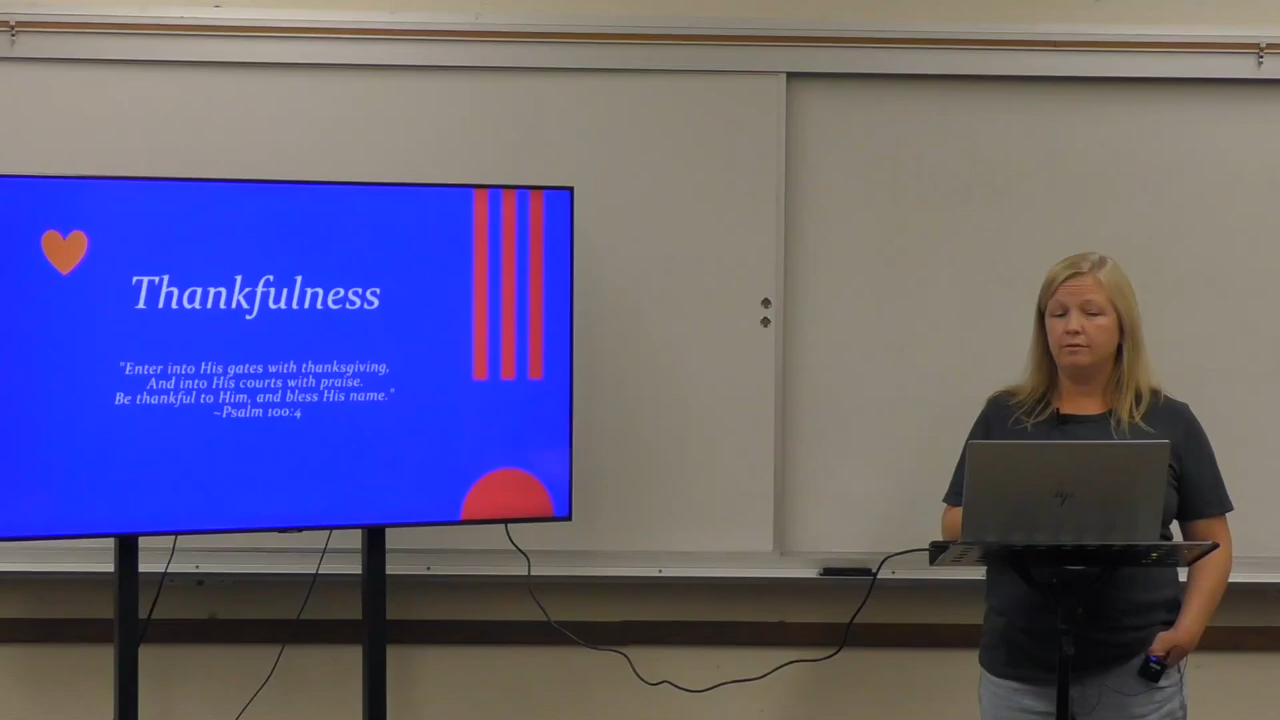 Thankfulness
"Enter into His gates with thanksgiving,
And into His courts with praise.
Be thankful to Him, and bless His name."
~Psalm 100:4
hp